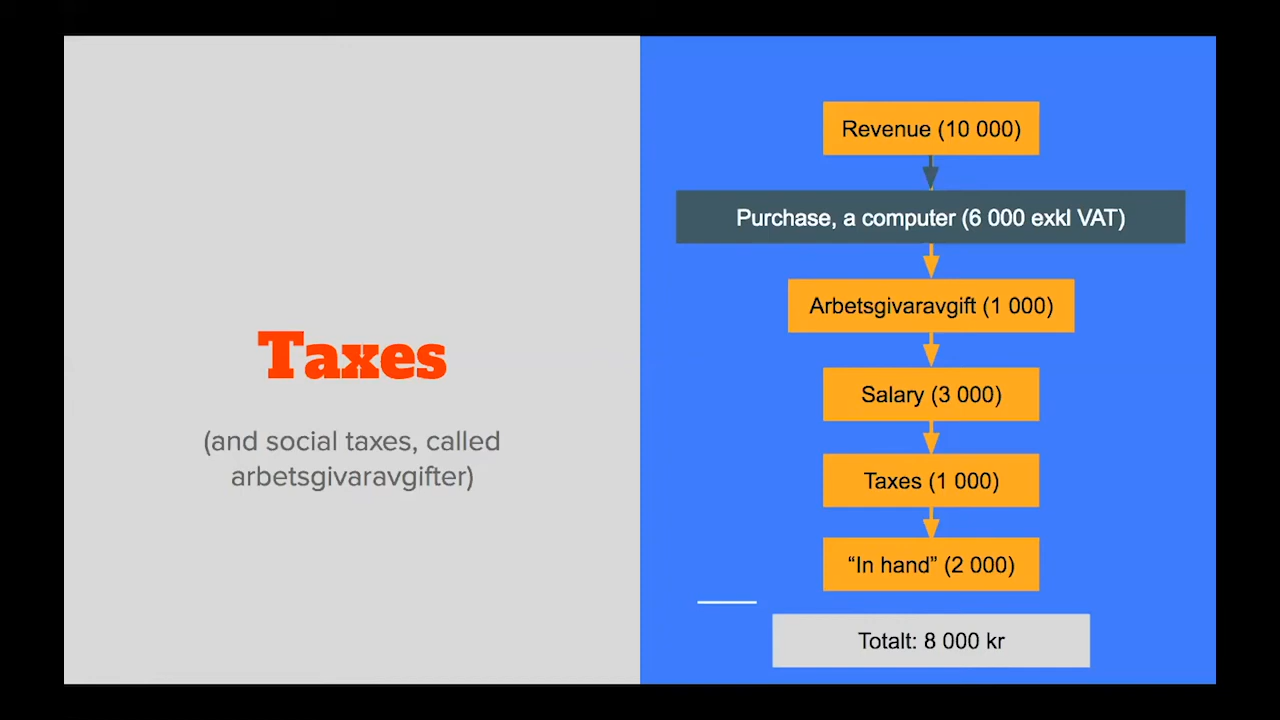 Taxes
(and social taxes, called
arbetsgivaravgifter)
Revenue (10 000)
Purchase, a computer (6 000 exkl VAT)
Arbetsgivaravgift (1 000)
Salary (3 000)
Taxes (1 000)
“In hand” (2 000)
Totalt: 8 000 kr